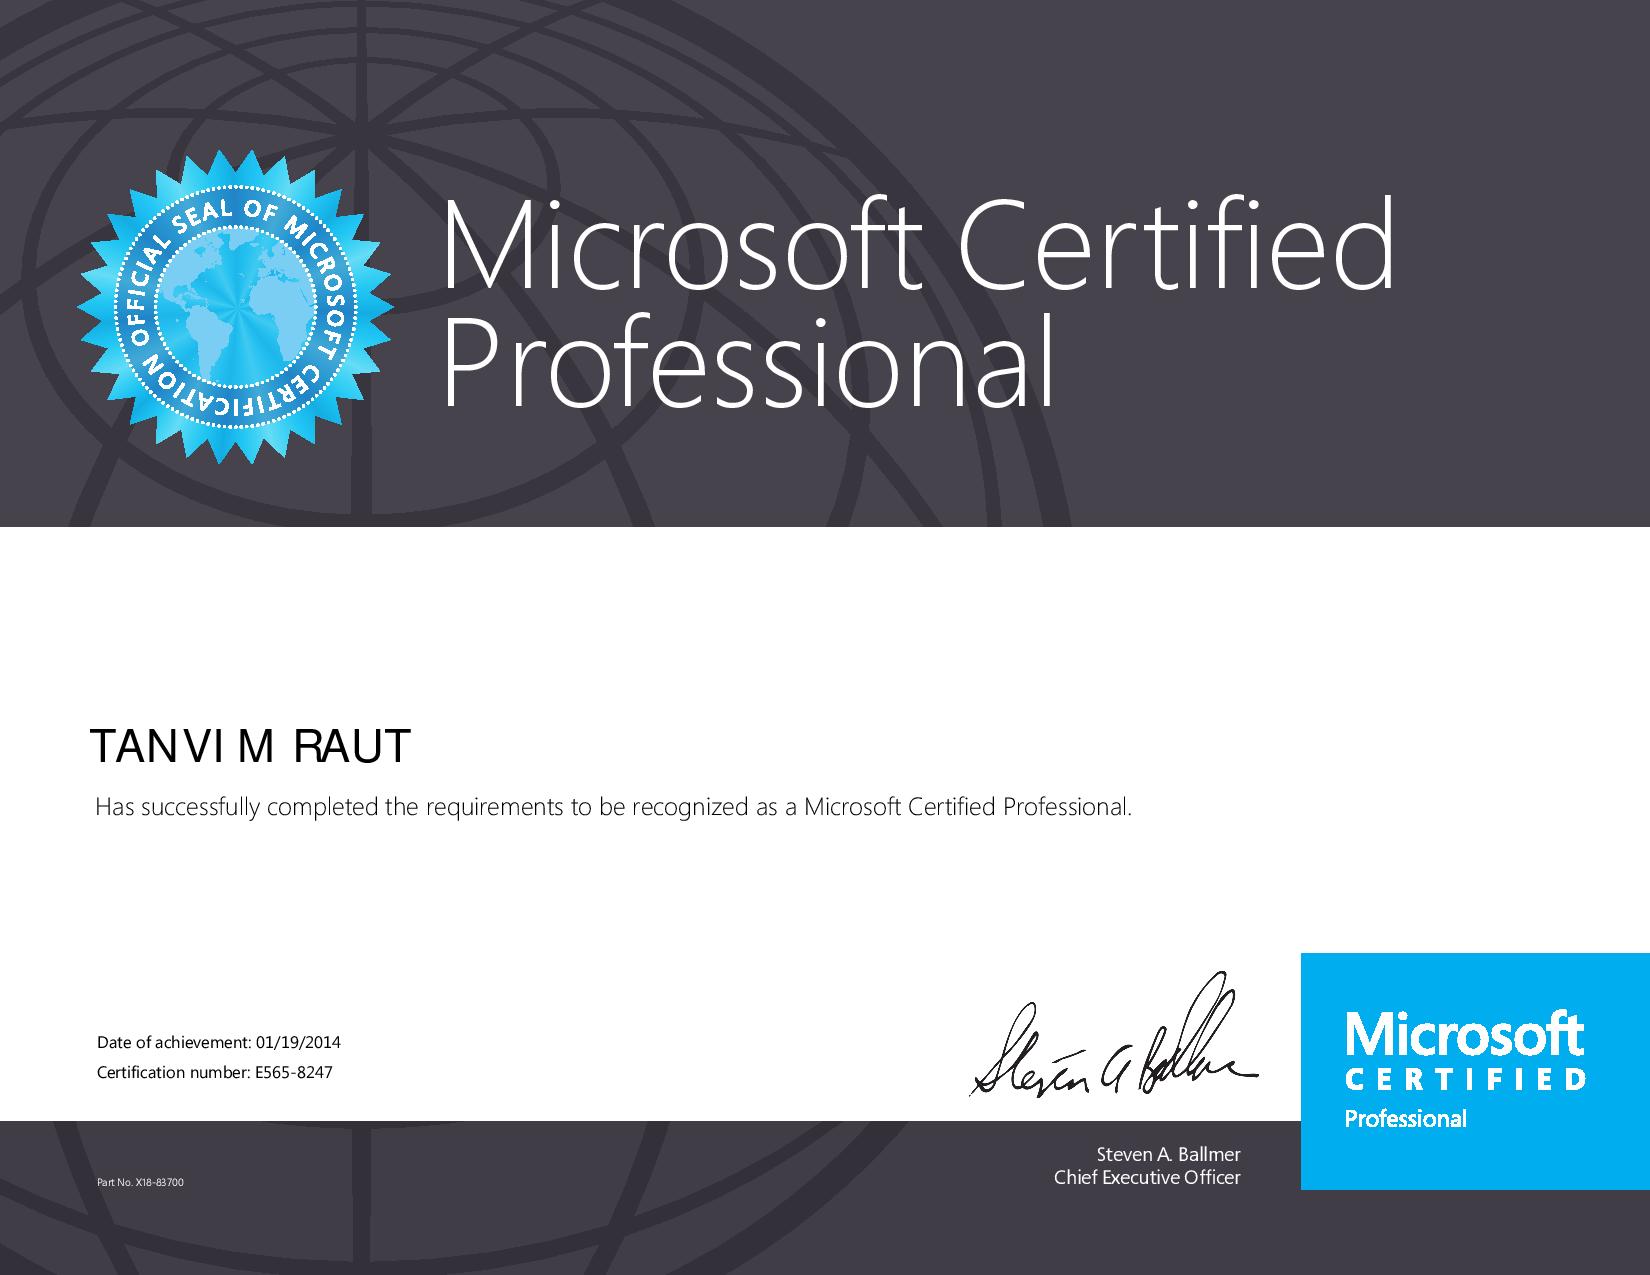 OFFICIAL SEAL OF MICROSOFT CERTIFICATION
Microsoft Certified
Professional
TANVI M RAUT
Has successfully completed the requirements to be recognized as a Microsoft Certified Professional.
Date of achievement: 01/19/2014
Certification number: E565-8247
Steven A Ballmer
Microsoft
CERTIFIED
Professional
Steven A. Ballmer
Chief Executive Officer
Part No. X18-83700